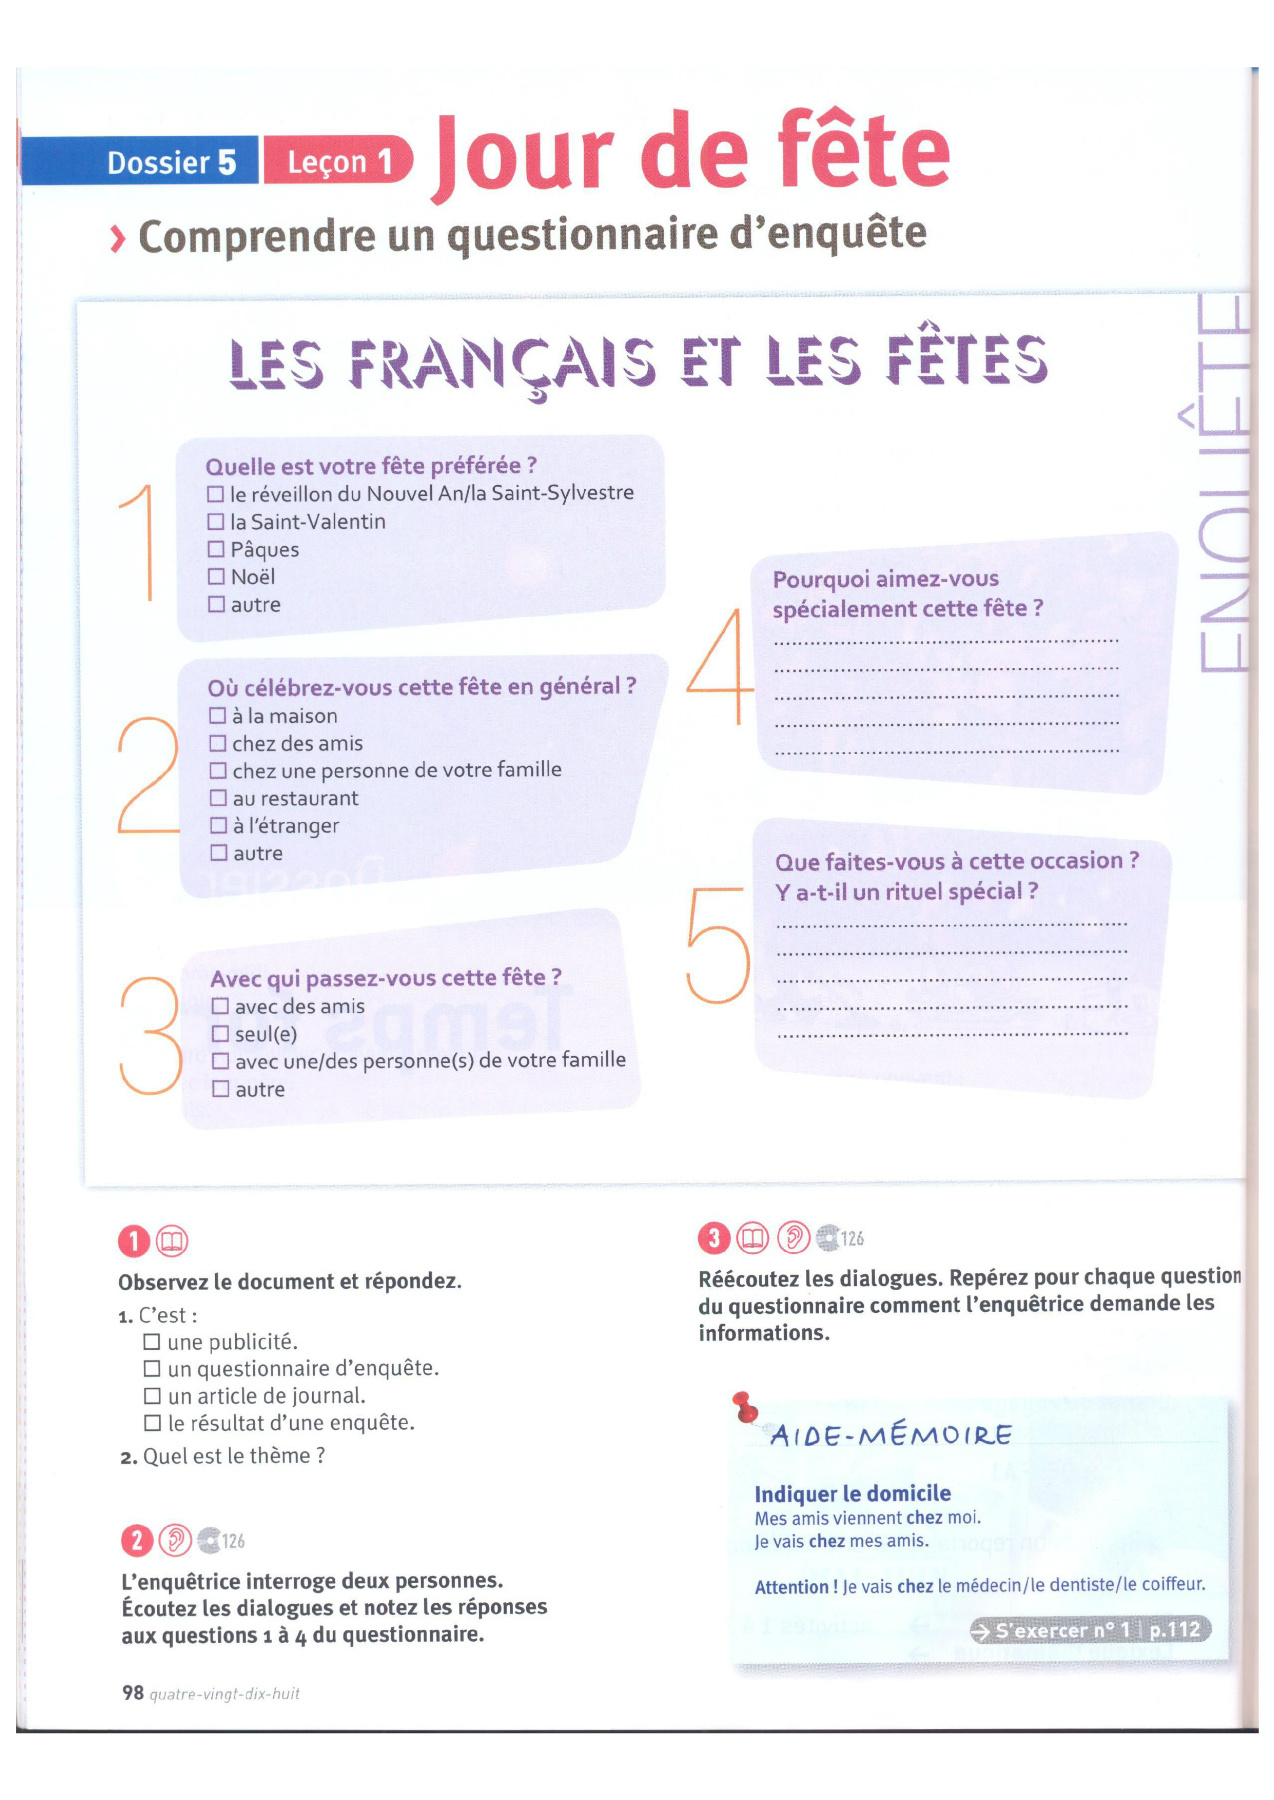 Dossier 5 Leçon 1 Jour de fête
› Comprendre un questionnaire d'enquête
ENQUÊTE
LES FRANÇAIS ET LES FÊTES
1
Quelle est votre fête préférée ?
☐ le réveillon du Nouvel An/la Saint-Sylvestre
☐ la Saint-Valentin
☐ Pâques
☐ Noël
☐ autre
2
Où célébrez-vous cette fête en général ?
☐ à la maison
☐ chez des amis
☐ chez une personne de votre famille
☐ au restaurant
☐ à l'étranger
☐ autre
3
Avec qui passez-vous cette fête ?
☐ avec des amis
☐ seul(e)
☐ avec une/des personne(s) de votre famille
☐ autre
4
Pourquoi aimez-vous
spécialement cette fête ?
5
Que faites-vous à cette occasion ?
Y a-t-il un rituel spécial ?
1
Observez le document et répondez.
1. C'est :
☐ une publicité.
☐ un questionnaire d'enquête.
☐ un article de journal.
☐ le résultat d'une enquête.
2. Quel est le thème ?
2 126
L'enquêtrice interroge deux personnes.
Écoutez les dialogues et notez les réponses
aux questions 1 à 4 du questionnaire.
3 126
Réécoutez les dialogues. Repérez pour chaque question
du questionnaire comment l'enquêtrice demande les
informations.
AIDE-MÉMOIRE
Indiquer le domicile
Mes amis viennent chez moi.
Je vais chez mes amis.
Attention ! Je vais chez le médecin/le dentiste/le coiffeur.
→ S'exercer n° 1 | p.112
98 quatre-vingt-dix-huit